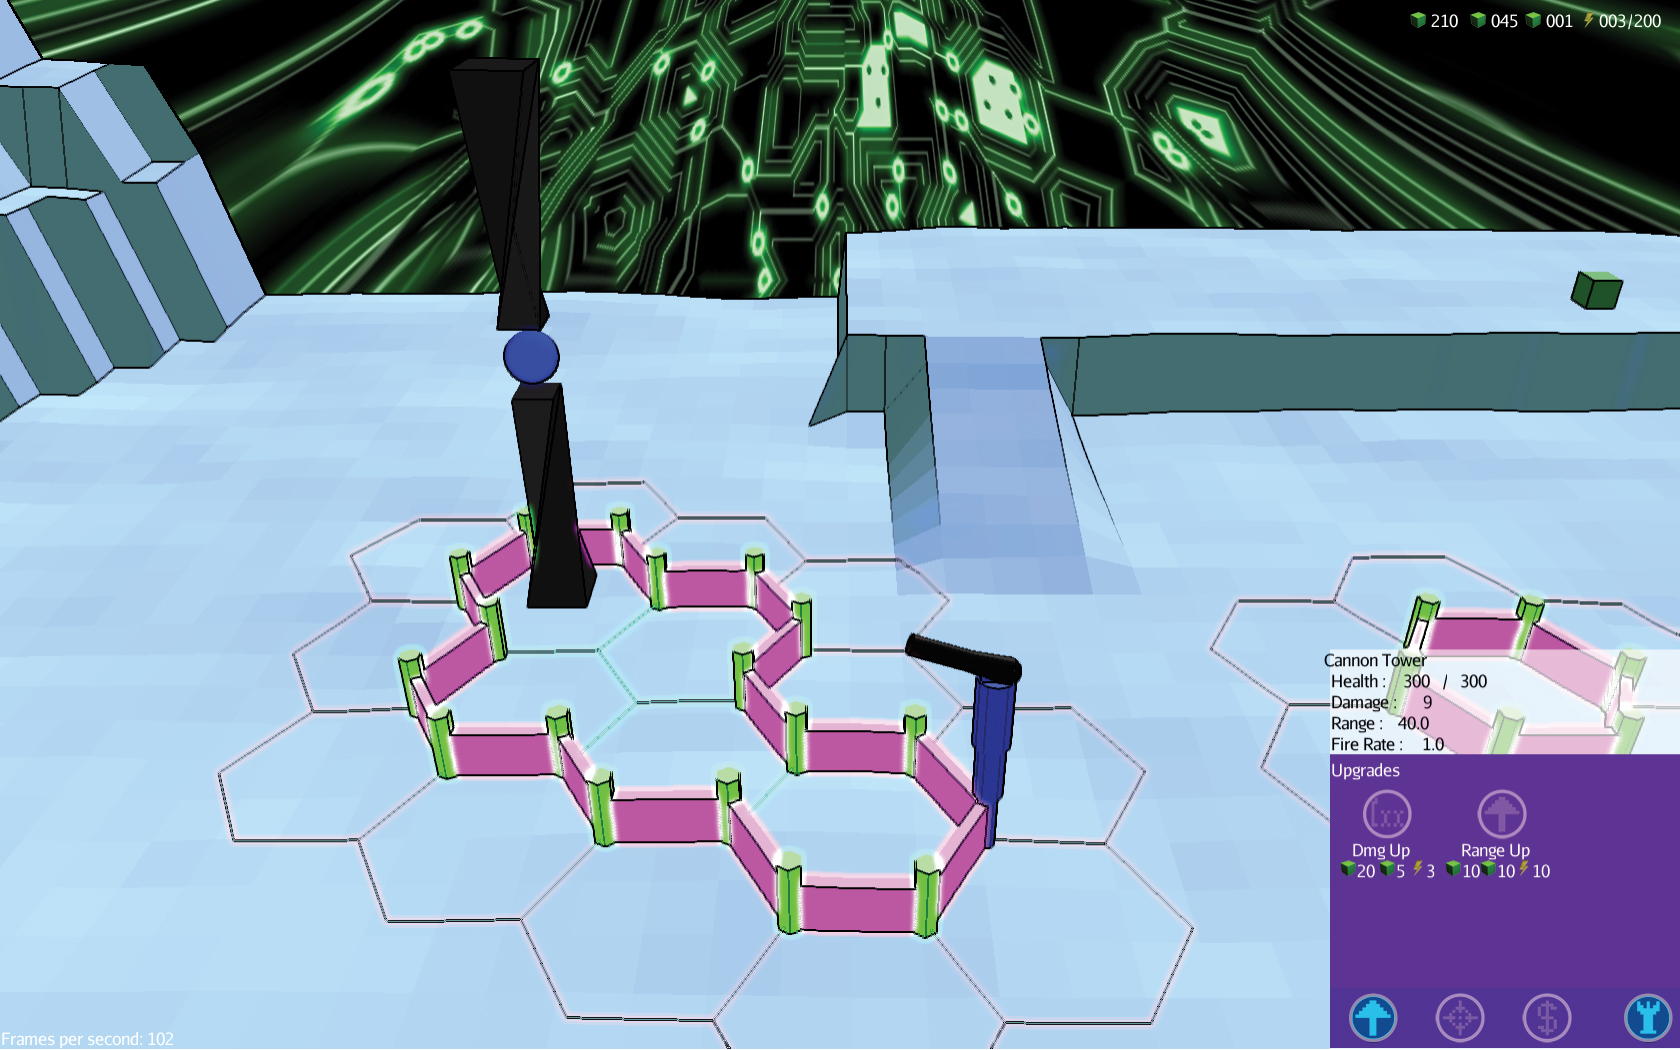 210 045 001 003/200
Cannon Tower
Health : 300 / 300
Damage : 9
Range : 40.0
Fire Rate : 1.0
Upgrades
Dmg Up Range Up
20 5 3 10 10 10
Frames per second: 102